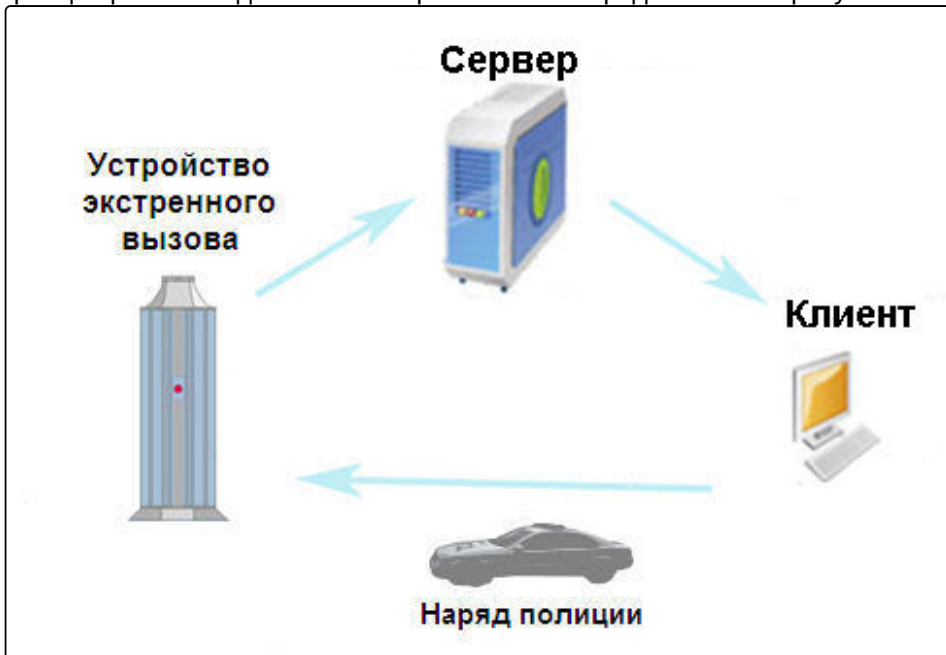 Сервер
Устройство
экстренного
вызова
Клиент
Наряд полиции